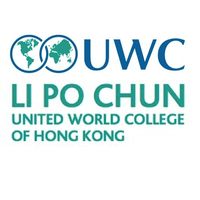 UWC
LI PO CHUN
UNITED WORLD COLLEGE
OF HONG KONG